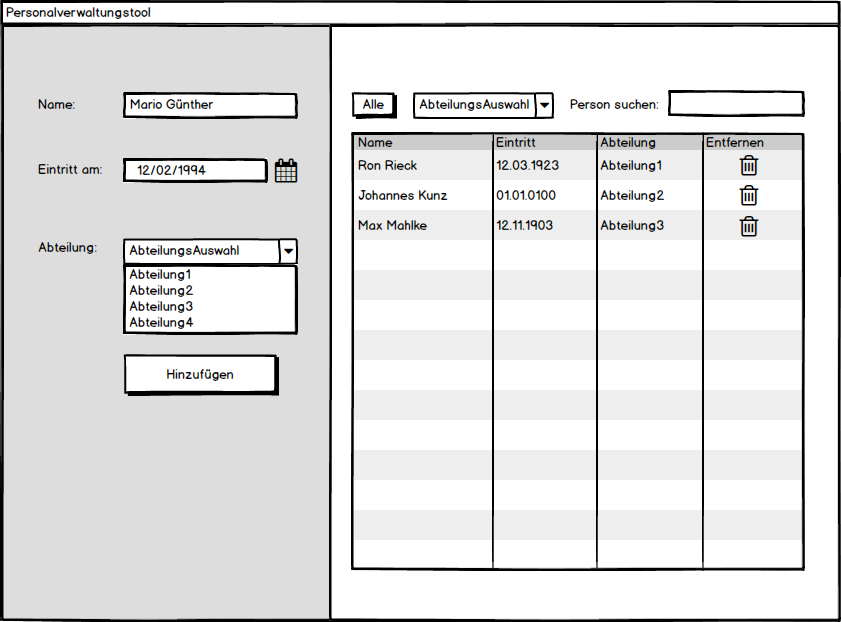 Personalverwaltungstool
Name: Mario Günther
Eintritt am: 12/02/1994
Abteilung: AbteilungsAuswahl
Abteilung1
Abteilung2
Abteilung3
Abteilung4
Hinzufügen
Alle AbteilungsAuswahl Person suchen:
Name Eintritt Abteilung Entfernen
Ron Rieck 12.03.1923 Abteilung1
Johannes Kunz 01.01.0100 Abteilung2
Max Mahlke 12.11.1903 Abteilung3